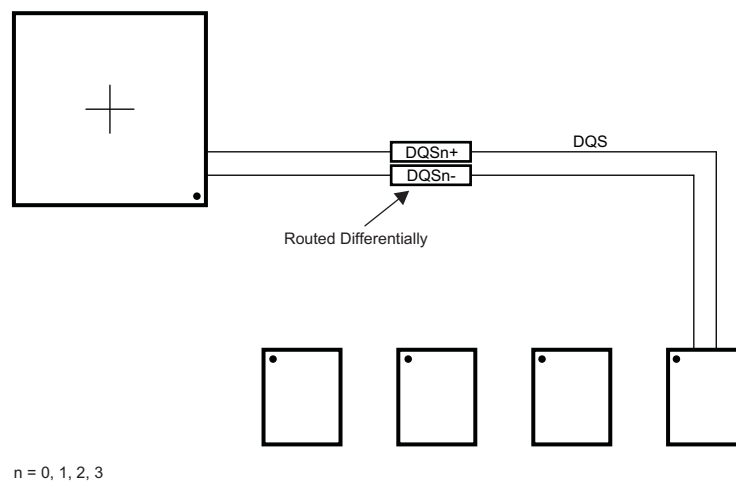 DQSn+
DQS
DQSn-
Routed Differentially
n = 0, 1, 2, 3